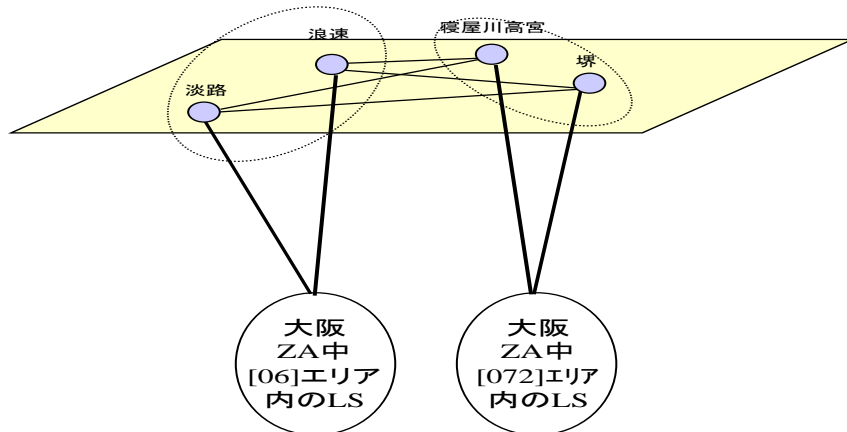 寝屋川高宮
浪速
堺
淡路
大阪
ZA中
[06]エリア
内のLS
大阪
ZA中
[072]エリア
内のLS